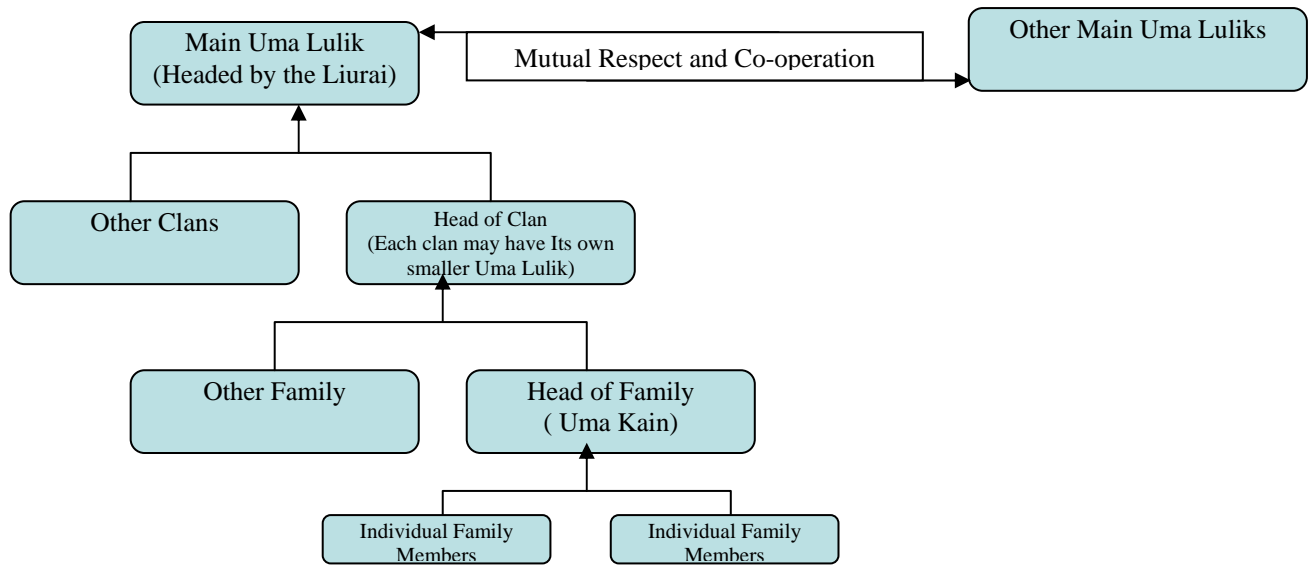 Main Uma Lulik
(Headed by the Liurai)
Mutual Respect and Co-operation
Other Main Uma Luliks
Other Clans
Head of Clan
(Each clan may have Its own
smaller Uma Lulik)
Other Family
Head of Family
( Uma Kain)
Individual Family
Members
Individual Family
Members